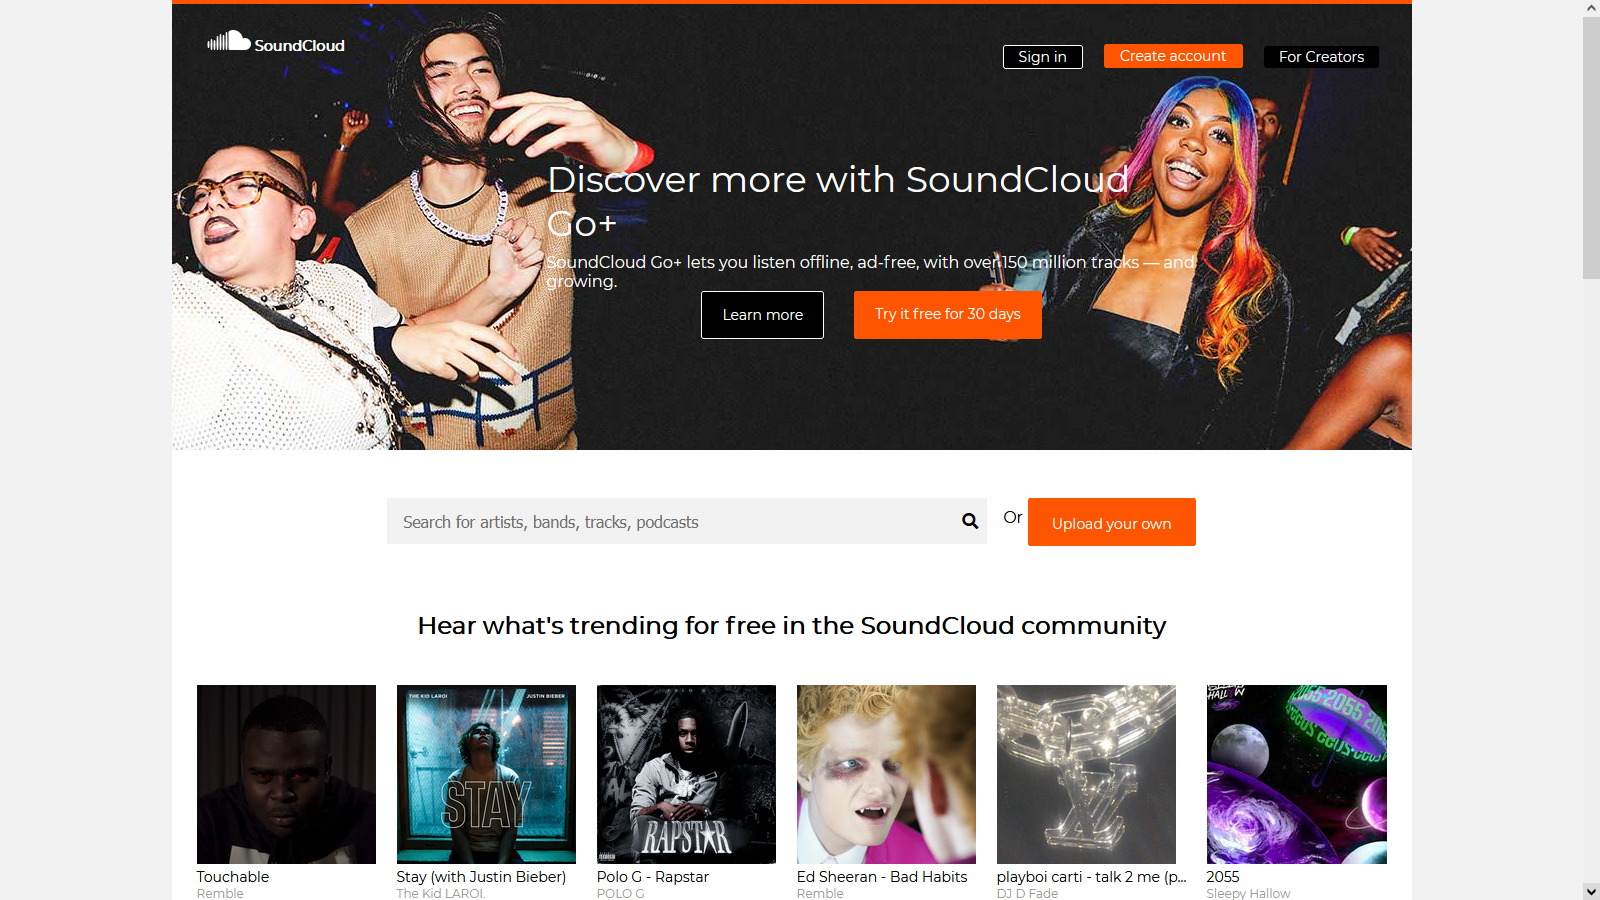 SoundCloud
Sign in
Create account
For Creators
Discover more with SoundCloud
Go+
SoundCloud Go+ lets you listen offline, ad-free, with over 150 million tracks — and
growing.
Learn more
Try it free for 30 days
Search for artists, bands, tracks, podcasts
Or
Upload your own
Hear what's trending for free in the SoundCloud community
THE KID LAROI
JUSTIN BIEBER
STAY
POLO G
RAPSTAR
2055 2055 205
Touchable
Stay (with Justin Bieber)
Polo G - Rapstar
Ed Sheeran - Bad Habits
playboi carti - talk 2 me (p...
2055
Remble
The Kid LAROI.
POLO G
Remble
DJ D Fade
Sleepy Hallow